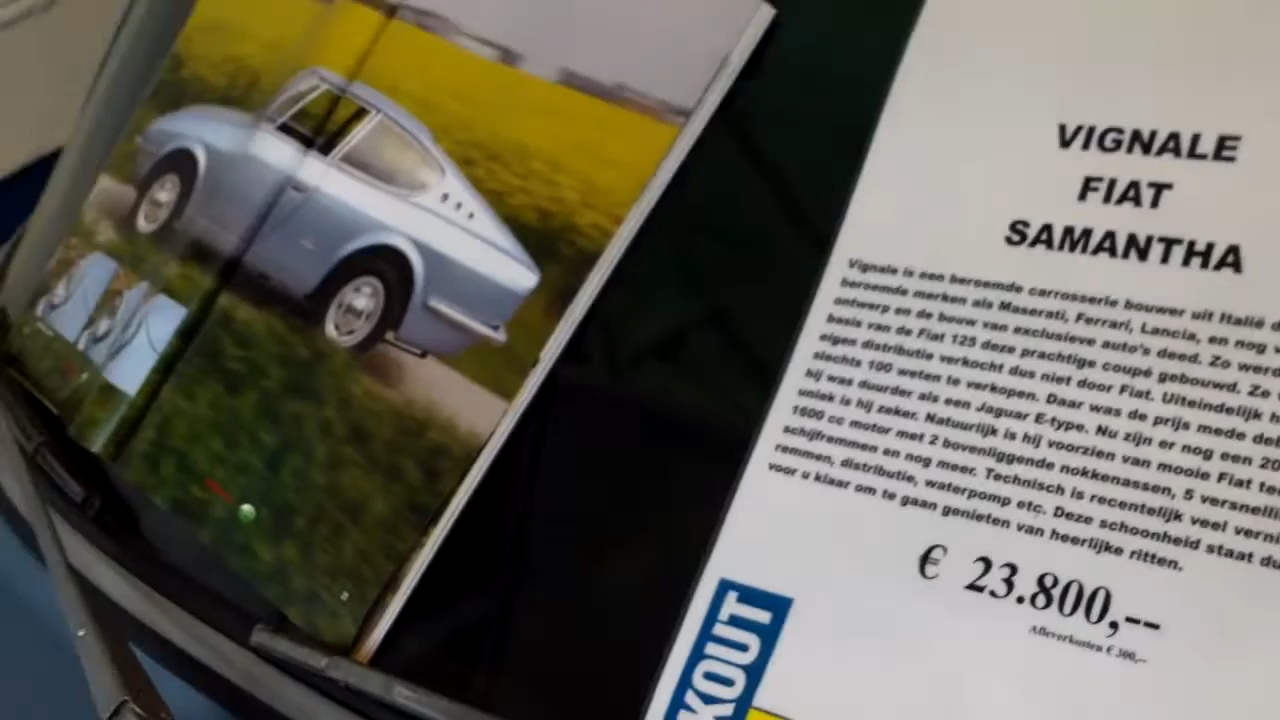 VIGNALE
FIAT
SAMANTHA
Vignale is een beroemde carrosserie bouwer uit Italië
beroemde merken als Maserati, Ferrari, Lancia, en nog
ontwerp en de bouw van exclusieve auto's deed. Zo werd
basis van de Fiat 125 deze prachtige coupé gebouwd. Ze
eigen distributie verkocht dus niet door Fiat. Uiteindelijk
slechts 100 weten te verkopen. Daar was de prijs mede
hij was duurder als een Jaguar E-type. Nu zijn er nog een 20
uniek is hij zeker. Natuurlijk is hij voorzien van mooie Fiat
1600 cc motor met 2 bovenliggende nokkenassen, 5
schijfremmen en nog meer. Technisch is recentelijk veel
remmen, distributie, waterpomp etc. Deze schoonheid staat
voor u klaar om te gaan genieten van heerlijke ritten.
€ 23.800,--
Afleverkosten € 300,--
KOUT